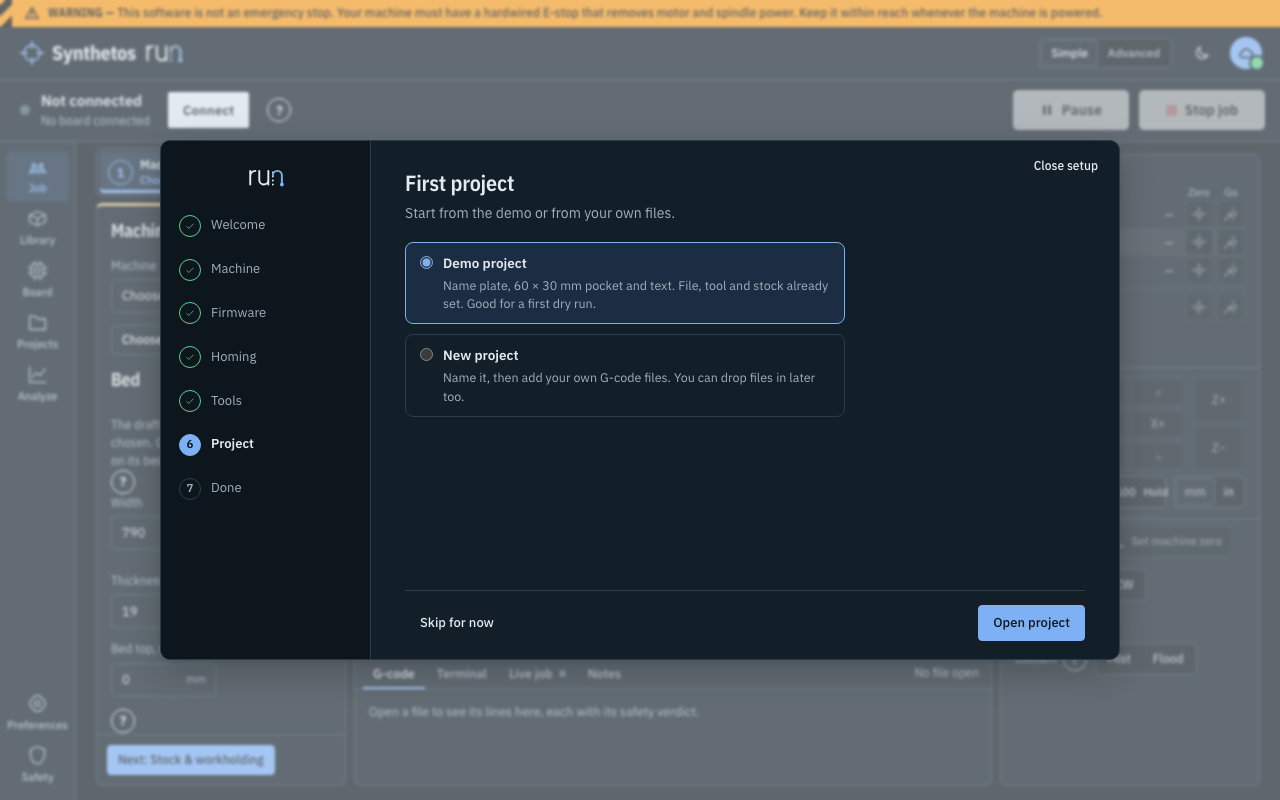 WARNING — This software is not an emergency stop. Your machine must have a hardwired E-stop that removes motor and spindle power. Keep it within reach whenever the machine is powered.
Synthetos run
Simple
Advanced
Not connected
No board connected
Connect
?
Pause
Stop job
Job
Library
Board
Projects
Analyze
Preferences
Safety
1
Bed
?
Width
790
19
0
mm
?
Next: Stock & workholding
run
Welcome
Machine
Firmware
Homing
Tools
6 Project
7 Done
Close setup
First project
Start from the demo or from your own files.
Demo project
Name plate, 60 × 30 mm pocket and text. File, tool and stock already
set. Good for a first dry run.
New project
Name it, then add your own G-code files. You can drop files in later
too.
Skip for now
Open project
G-code
Terminal
Live job
Notes
No file open
Open a file to see its lines here, each with its safety verdict.
Zero
Go
Z+
X+
Z−
Hold
mm
in
Set machine zero
Flood